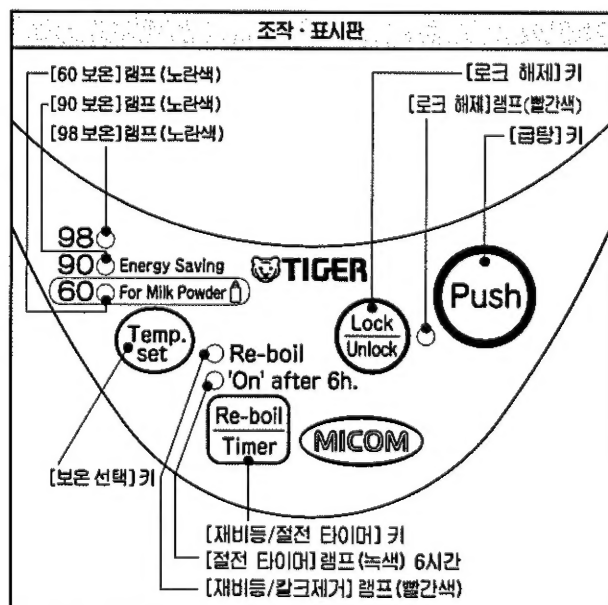 조작·표시판
[60 보온]램프(노란색)
[90 보온]램프(노란색)
[98 보온]램프(노란색)
[로크 해제]키
[로크 해제]램프(빨간색)
[급탕]키
98
90 Energy Saving
60 For Milk Powder
TIGER
Push
Lock
Unlock
Temp.
set
Re-boil
'On' after 6h.
Re-boil
Timer
MICOM
[보온 선택]키
[재비등/절전 타이머] 키
[절전 타이머]램프(녹색) 6시간
[재비등/칼크제거] 램프(빨간색)